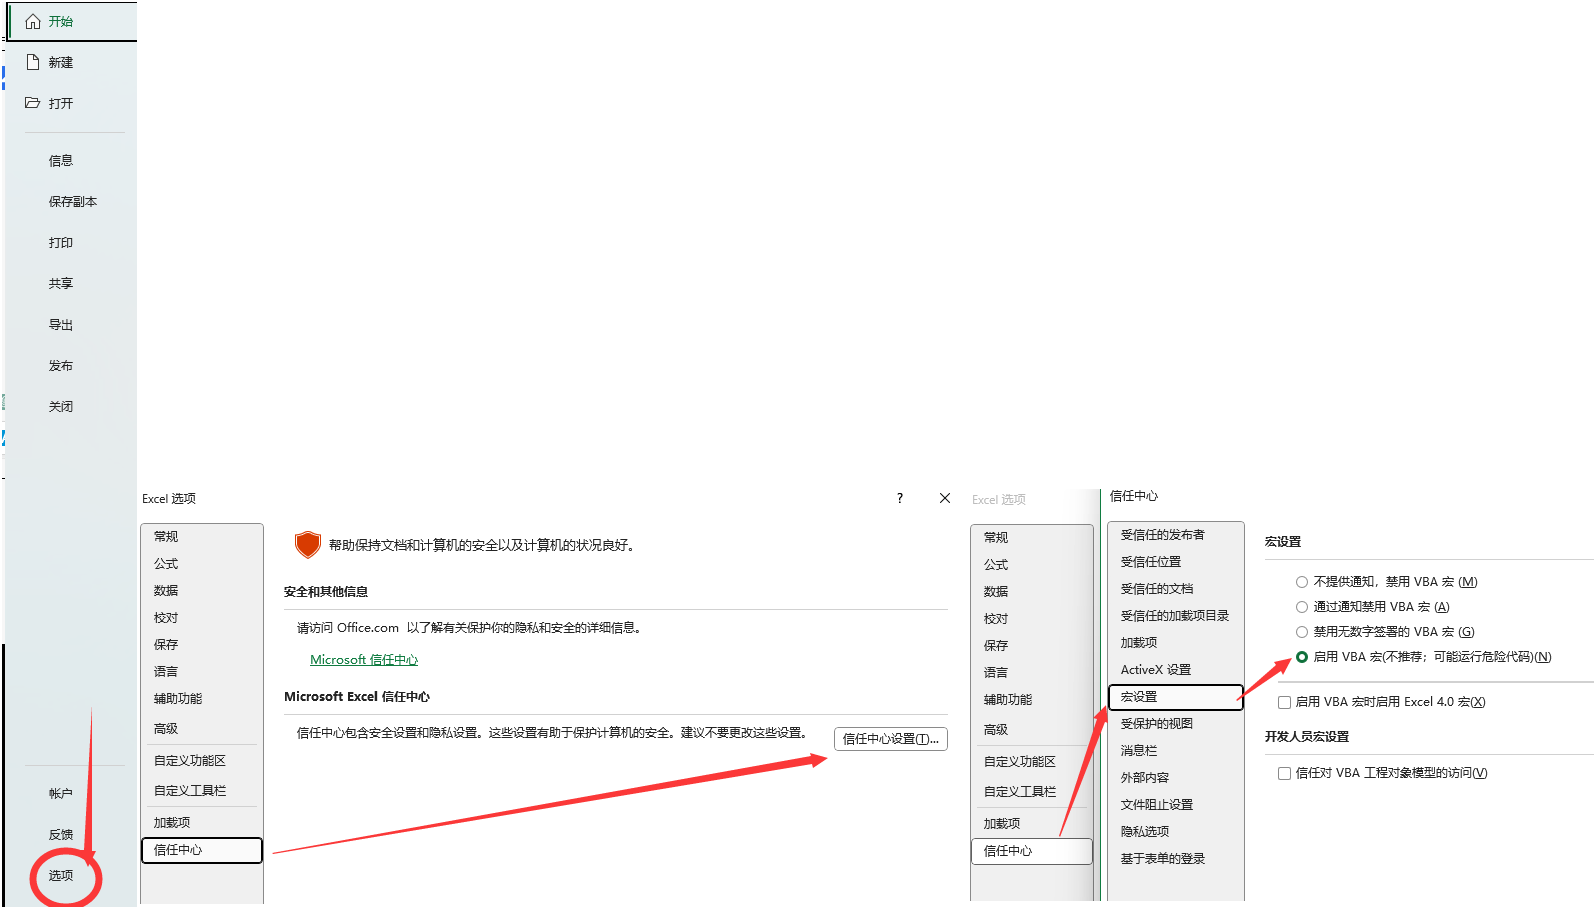 开始
新建
打开
信息
保存副本
打印
共享
导出
发布
关闭
帐户
反馈
选项
Excel 选项
?
常规
公式
数据
校对
保存
语言
辅助功能
高级
自定义功能区
自定义工具栏
加载项
信任中心
帮助保持文档和计算机的安全以及计算机的状况良好。
安全和其他信息
请访问 Office.com 以了解有关保护你的隐私和安全的详细信息。
Microsoft 信任中心
Microsoft Excel 信任中心
信任中心包含安全设置和隐私设置。这些设置有助于保护计算机的安全。建议不要更改这些设置。
信任中心设置(T)...
Excel 选项
常规
公式
数据
校对
保存
语言
辅助功能
高级
自定义功能区
自定义工具栏
加载项
信任中心
信任中心
受信任的发布者
受信任位置
受信任的文档
受信任的加载项目录
加载项
ActiveX 设置
宏设置
受保护的视图
消息栏
外部内容
文件阻止设置
隐私选项
基于表单的登录
宏设置
不提供通知，禁用 VBA 宏 (M)
通过通知禁用 VBA 宏 (A)
禁用无数字签署的 VBA 宏 (G)
启用 VBA 宏(不推荐；可能运行危险代码)(N)
启用 VBA 宏时启用 Excel 4.0 宏(X)
开发人员宏设置
信任对 VBA 工程对象模型的访问(V)